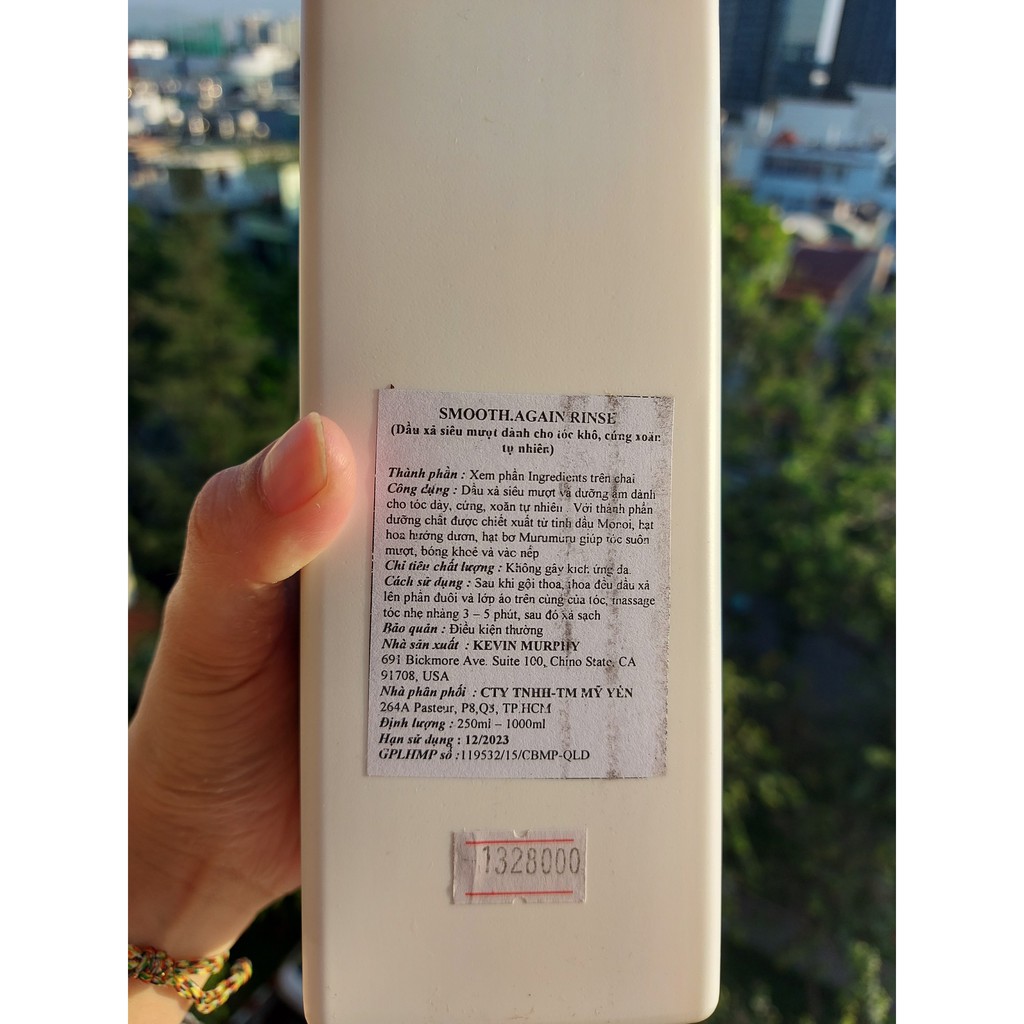 SMOOTH.AGAIN RINSE
(Dầu xả siêu mượt dành cho tóc khô, cứng xoăn
tự nhiên)
Thành phần : Xem phần Ingredients trên chai
Công dụng : Dầu xả siêu mượt và dưỡng ẩm dành
cho tóc dày, cứng, xoăn tự nhiên . Với thành phần
dưỡng chất được chiết xuất từ tinh dầu Monoi, hạt
hoa hướng dươn, hạt bơ Murumuru giúp tóc suôn
mượt, bóng khoẻ và vào nếp
Chỉ tiêu chất lượng : Không gây kích ứng da.
Cách sử dụng : Sau khi gội thoa, thoa đều dầu xả
lên phần đuôi và lớp áo trên cùng của tóc, massage
tóc nhẹ nhàng 3 – 5 phút, sau đó xả sạch
Bảo quản : Điều kiện thường
Nhà sản xuất : KEVIN MURPHY
691 Bickmore Ave. Suite 100, Chino State, CA
91708, USA
Nhà phân phối : CTY TNHH-TM MỸ YẾN
264A Pasteur, P8,Q3, TP.HCM
Định lượng : 250ml – 1000ml
Hạn sử dụng : 12/2023
GPLHMP số :119532/15/CBMP-QLD
1328000